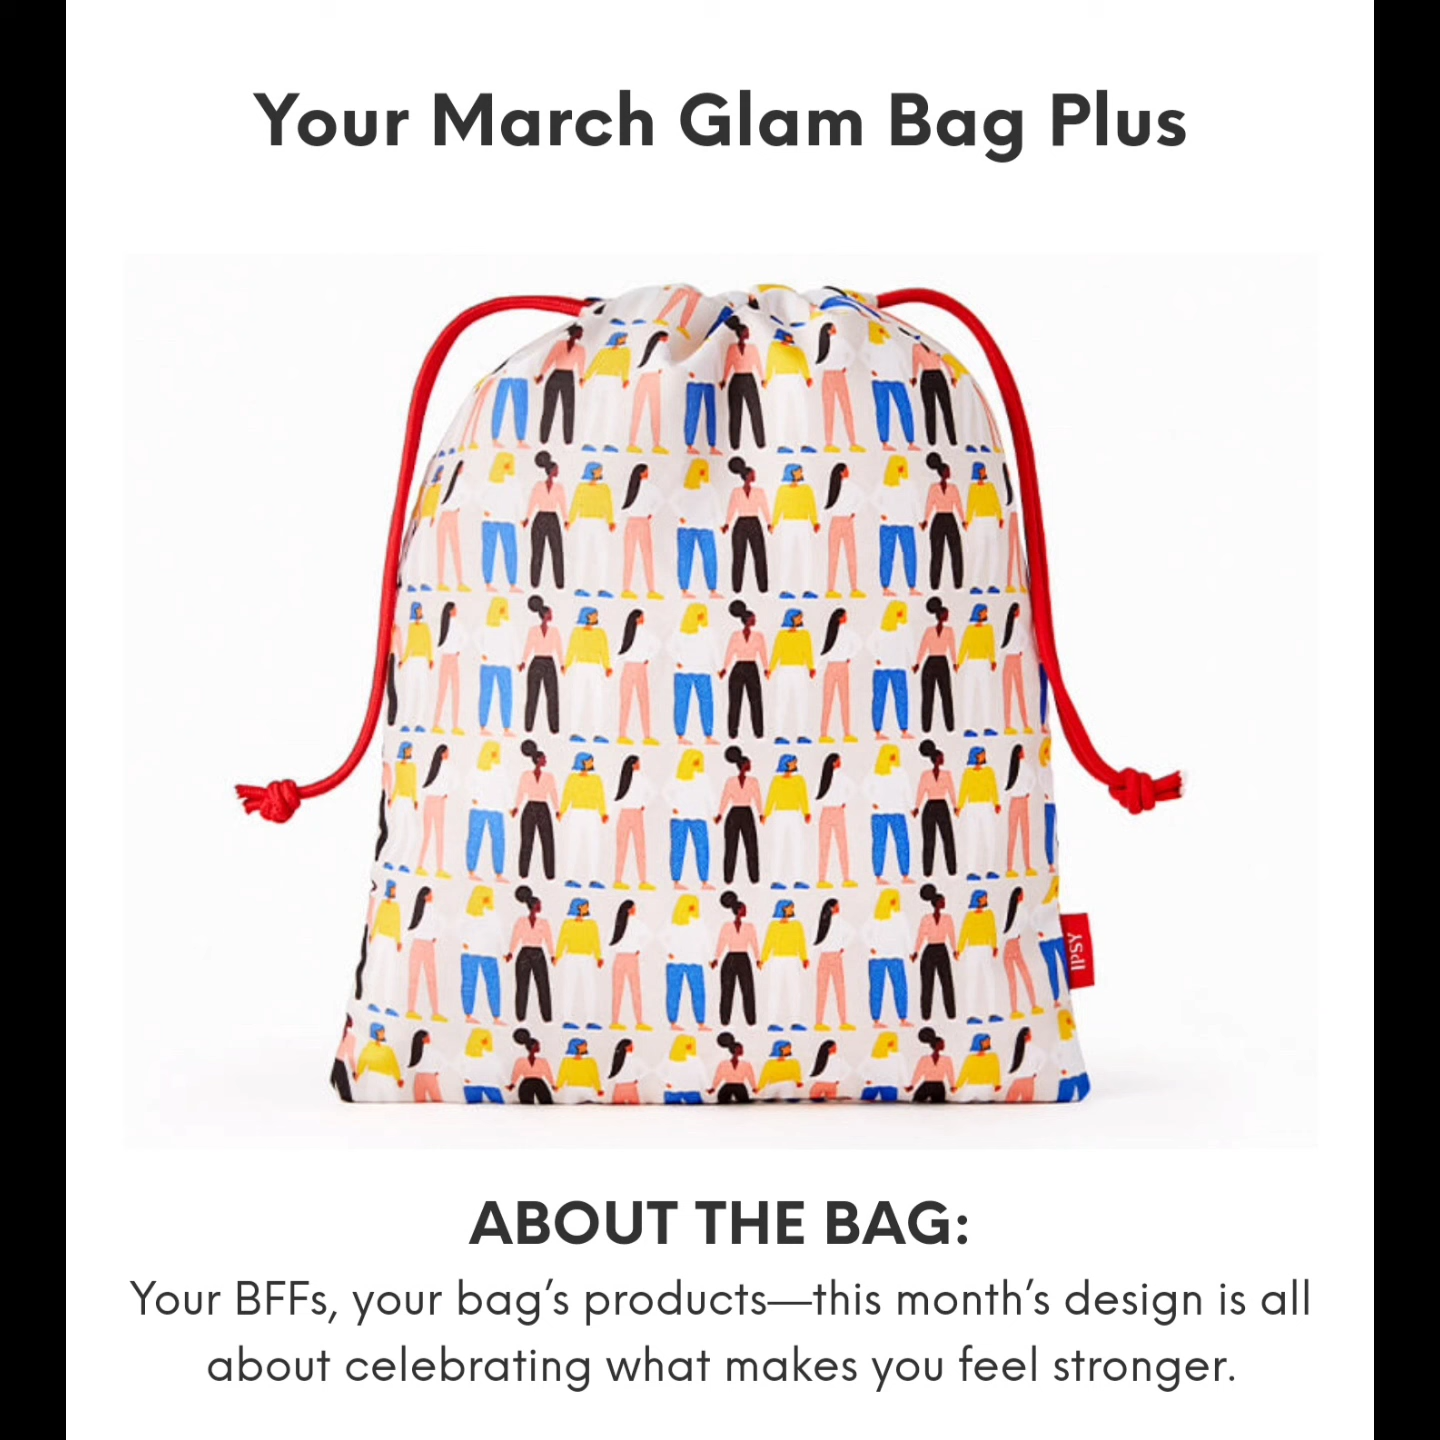 Your March Glam Bag Plus
IPSY
ABOUT THE BAG:
Your BFFs, your bag’s products—this month’s design is all
about celebrating what makes you feel stronger.